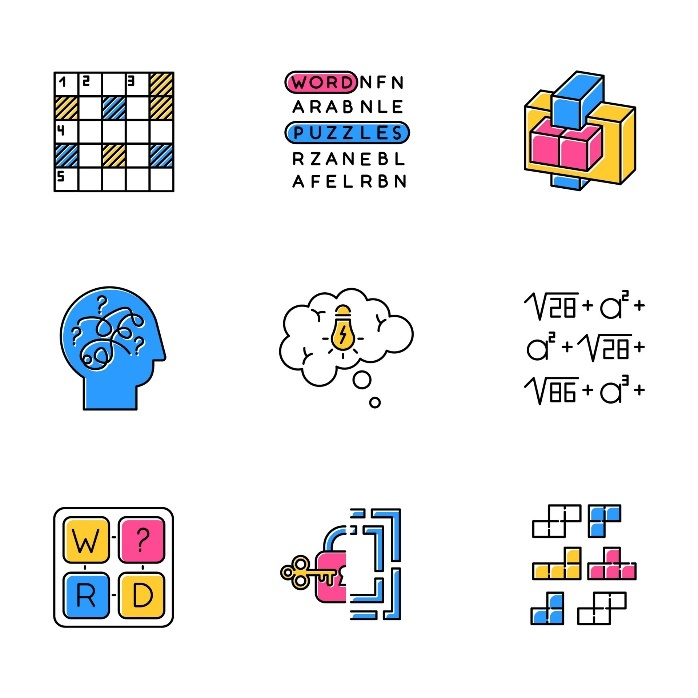 1 2 3
4
5
WORDNFN
ARABNLE
PUZZLES
RZANEBL
AFELRBN
?
? ?
√28 + a² +
a² + √28 +
√86 + a³ +
W ?
R D